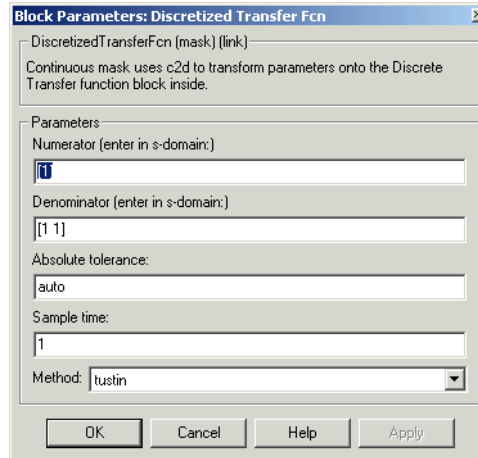 Block Parameters: Discretized Transfer Fcn
DiscretizedTransferFcn (mask) (link)
Continuous mask uses c2d to transform parameters onto the Discrete
Transfer function block inside.
Parameters
Numerator (enter in s-domain:)
[1]
Denominator (enter in s-domain:)
[1 1]
Absolute tolerance:
auto
Sample time:
1
Method: tustin
OK Cancel Help Apply